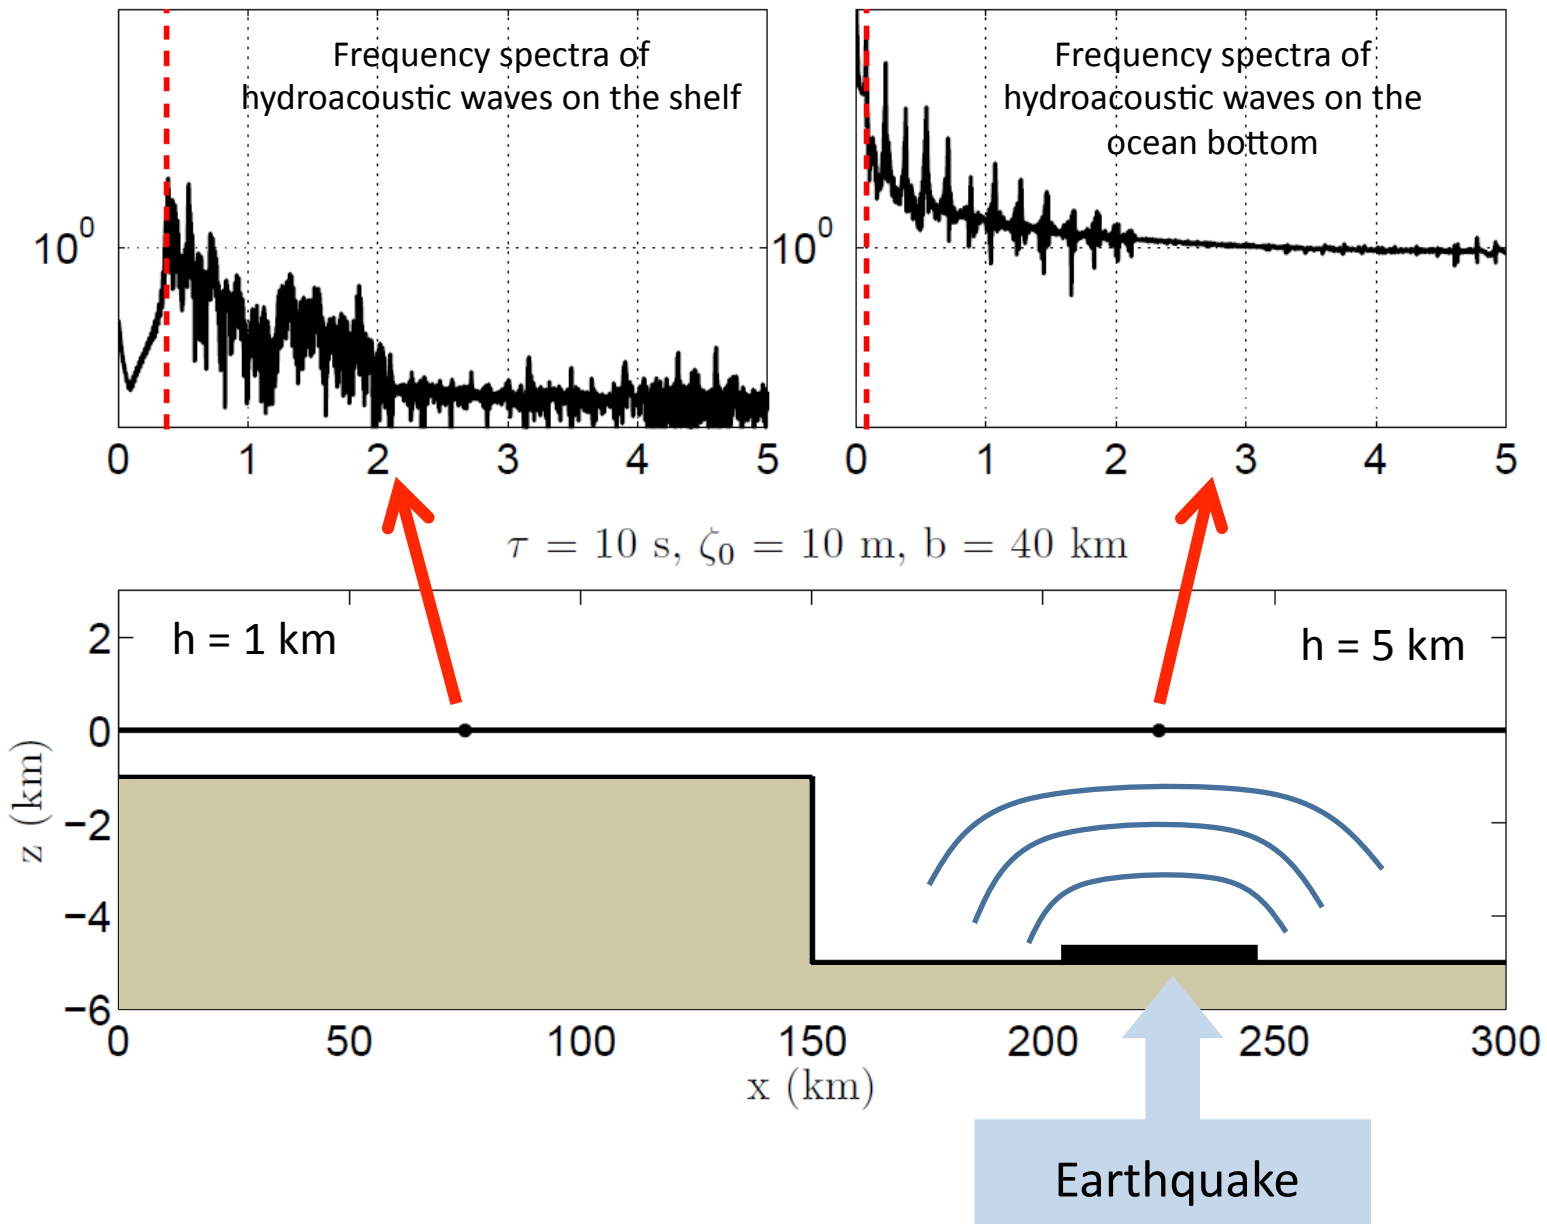 Frequency spectra of
hydroacoustic waves on the shelf
10⁰
0 1 2 3 4 5
Frequency spectra of
hydroacoustic waves on the
ocean bottom
10⁰
0 1 2 3 4 5
τ = 10 s, ζ₀ = 10 m, b = 40 km
h = 1 km
h = 5 km
z (km)
2
0
−2
−4
−6
0 50 100 150 200 250 300
x (km)
Earthquake